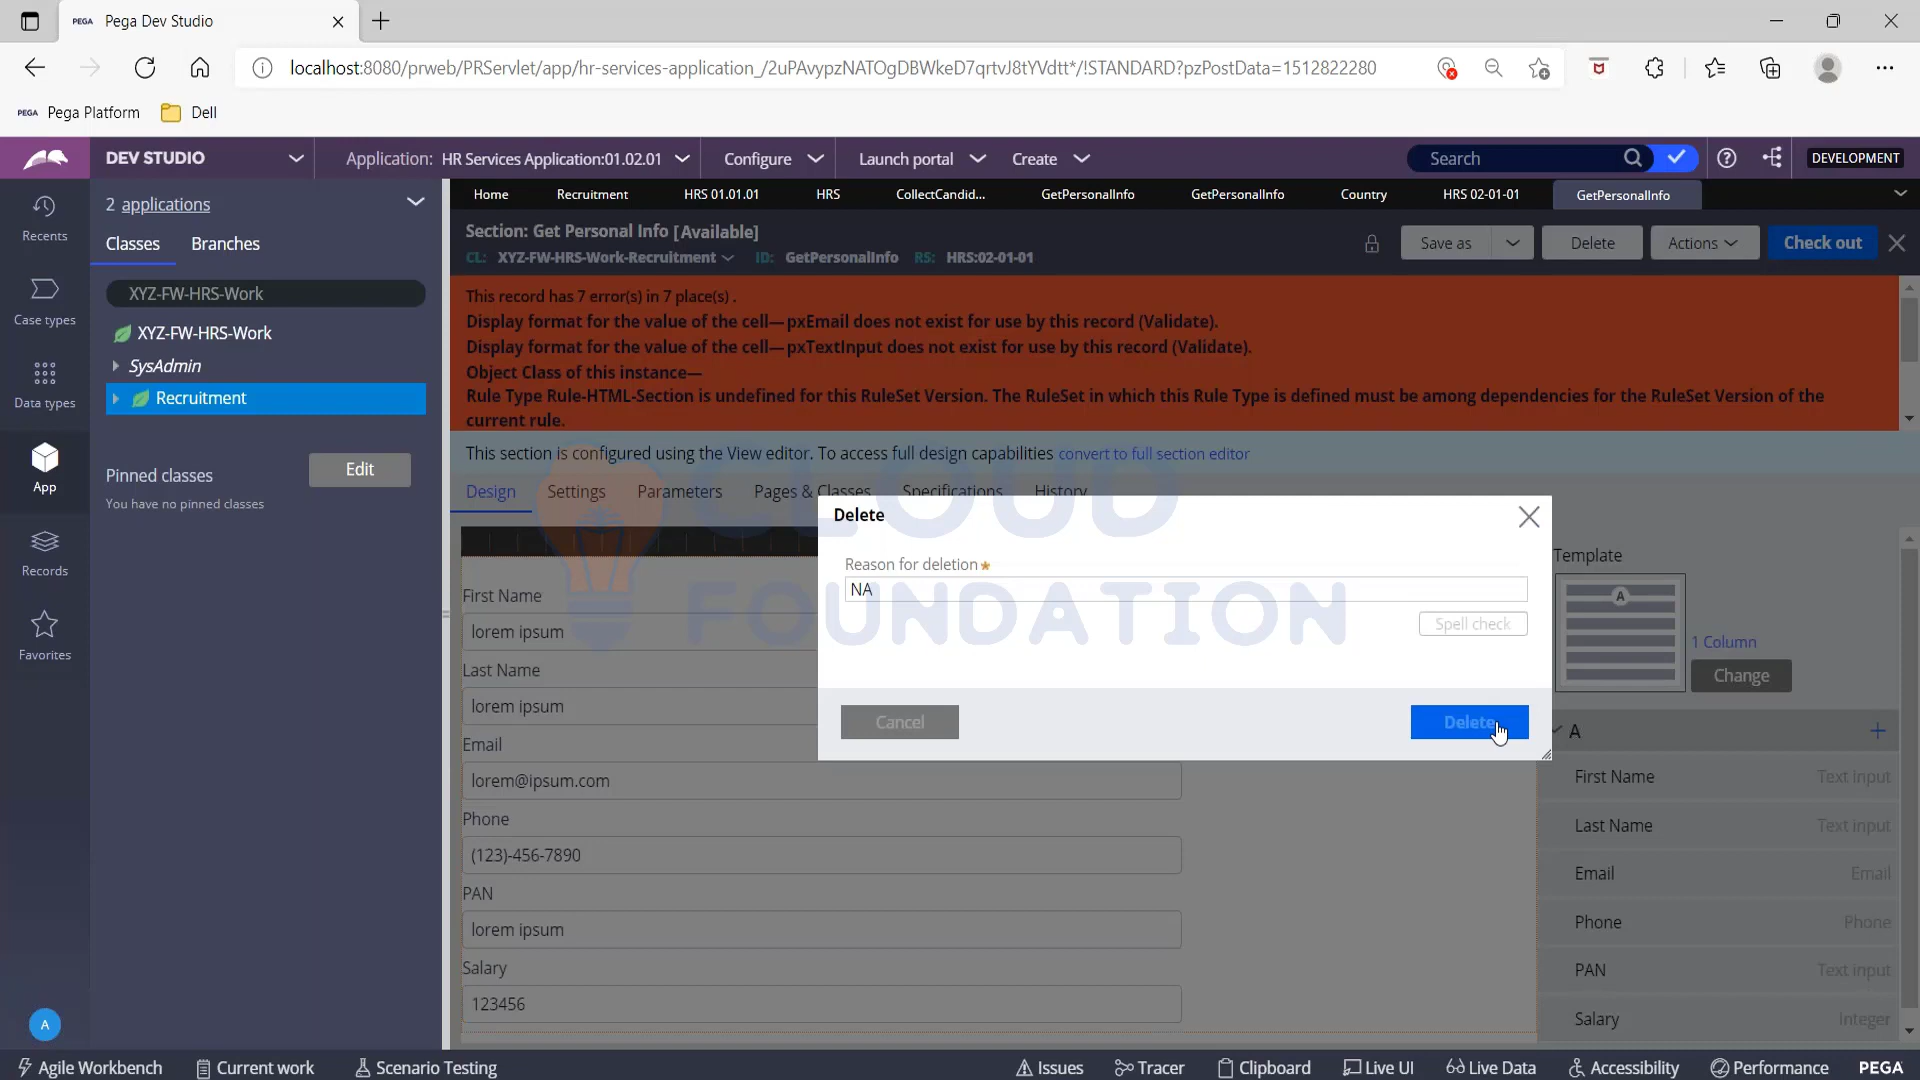 PEGA Pega Dev Studio
localhost:8080/prweb/PRServlet/app/hr-services-application_/2uPAvypzNATOgDBWkeD7qrtvJ8tYVdtt*/!STANDARD?pzPostData=1512822280
PEGA Pega Platform Dell
DEV STUDIO Application: HR Services Application:01.02.01 Configure Launch portal Create Search DEVELOPMENT
Home Recruitment HRS 01.01.01 HRS CollectCandid... GetPersonalInfo GetPersonalInfo Country HRS 02-01-01 GetPersonalInfo
Recents
Case types
Data types
App
Records
Favorites
A
2 applications
Classes Branches
XYZ-FW-HRS-Work
XYZ-FW-HRS-Work
SysAdmin
Recruitment
Pinned classes Edit
You have no pinned classes
Section: Get Personal Info [Available]
CL: XYZ-FW-HRS-Work-Recruitment ID: GetPersonalInfo RS: HRS:02-01-01
Save as Delete Actions Check out
This record has 7 error(s) in 7 place(s) .
Display format for the value of the cell—pxEmail does not exist for use by this record (Validate).
Display format for the value of the cell—pxTextInput does not exist for use by this record (Validate).
Object Class of this instance—
Rule Type Rule-HTML-Section is undefined for this RuleSet Version. The RuleSet in which this Rule Type is defined must be among dependencies for the RuleSet Version of the
current rule.
This section is configured using the View editor. To access full design capabilities convert to full section editor
Design Settings Parameters Pages & Classes Specifications History
CLOUD
FOUNDATION
Delete
Reason for deletion★
NA
Spell check
Cancel Delete
First Name
lorem ipsum
Last Name
lorem ipsum
Email
lorem@ipsum.com
Phone
(123)-456-7890
PAN
lorem ipsum
Salary
123456
Template
A
1 Column
Change
A
First Name Text input
Last Name Text input
Email Email
Phone Phone
PAN Text input
Salary Integer
Agile Workbench Current work Scenario Testing Issues Tracer Clipboard Live UI Live Data Accessibility Performance PEGA